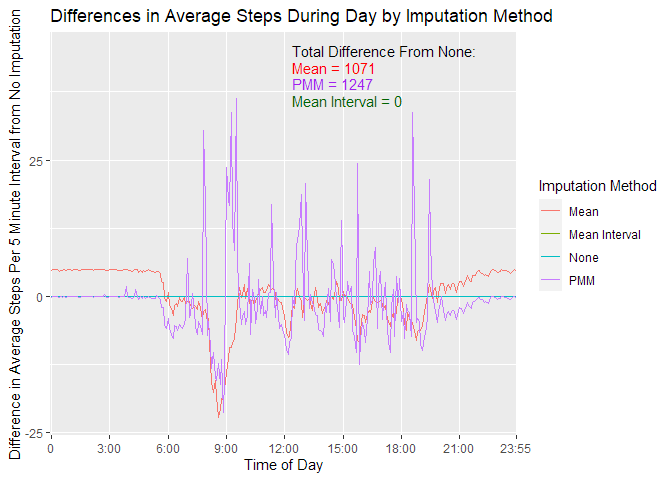 Differences in Average Steps During Day by Imputation Method
Difference in Average Steps Per 5 Minute Interval from No Imputation
Total Difference From None:
Mean = 1071
PMM = 1247
Mean Interval = 0
25
0
-25
0
3:00
6:00
9:00
12:00
15:00
18:00
21:00
23:55
Time of Day
Imputation Method
Mean
Mean Interval
None
PMM